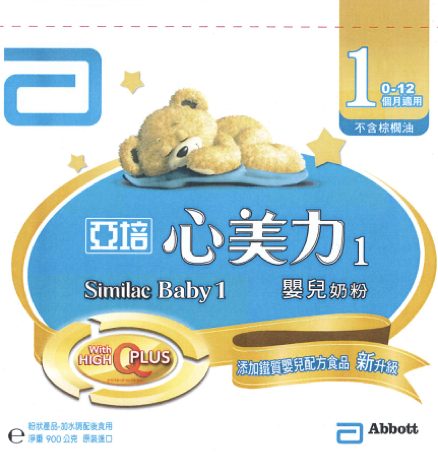 1
0-12
個月適用
不含棕櫚油
亞培 心美力 1
Similac Baby 1 嬰兒奶粉
With
HIGH Q PLUS
添加鐵質嬰兒配方食品 新升級
粉狀產品-加水調配後食用
淨重 900公克 原裝進口
Abbott